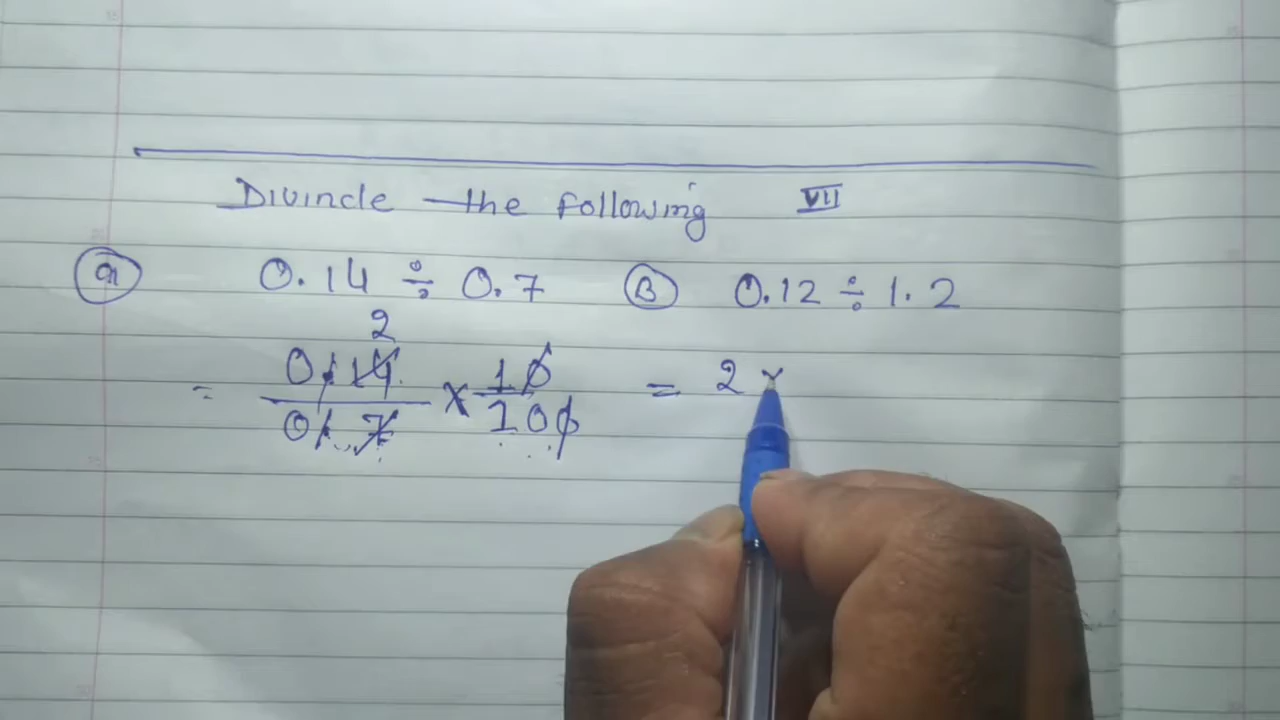 Divincle the following VII
(a) 0.14 ÷ 0.7 (B) 0.12 ÷ 1.2
2
= 0.14/0.7 × 10/100 = 2 ×